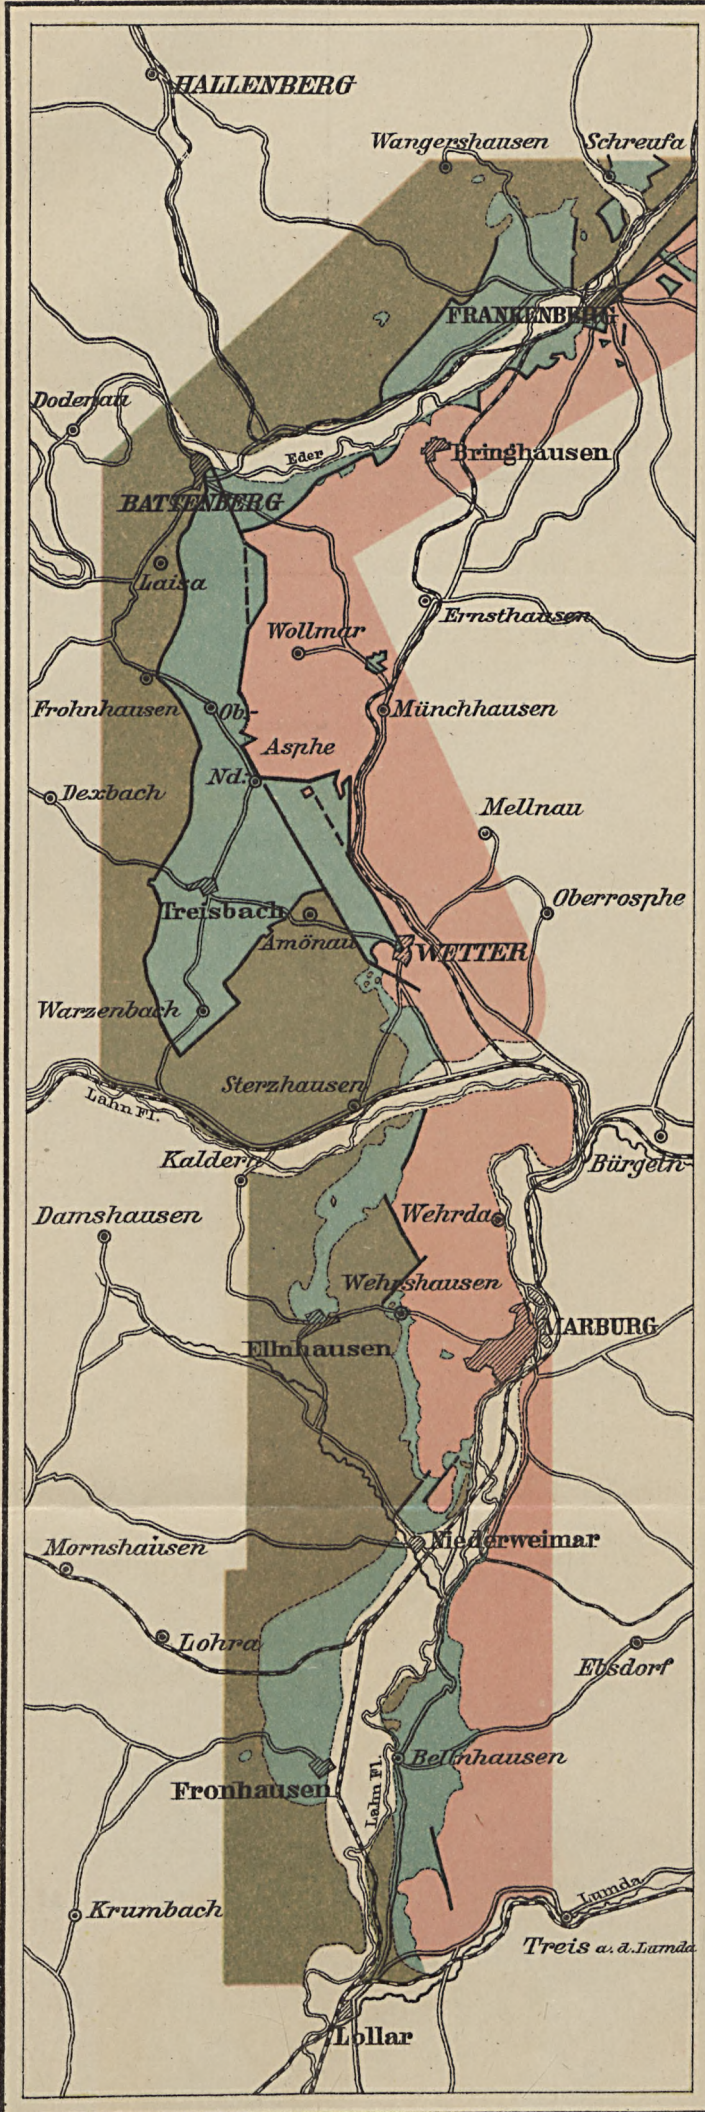 HALLENBERG
Wangershausen
Schreufa
FRANKENBERG
Dodenau
Eder
Bringhausen
BATTENBERG
Laisa
Ernsthausen
Wollmar
Frohnhausen
Ob.-
Münchhausen
Asphe
Nd.-
Dexbach
Mellnau
Treisbach
Oberrosphe
Amönau
WETTER
Warzenbach
Sterzhausen
Lahn Fl.
Kaldern
Bürgeln
Damshausen
Wehrda
Wehrshausen
MARBURG
Ellnhausen
Niederweimar
Mornshausen
Lohra
Ebsdorf
Bellnhausen
Fronhausen
Lahn Fl.
Krumbach
Lumda
Treis a. d. Lumda
Lollar